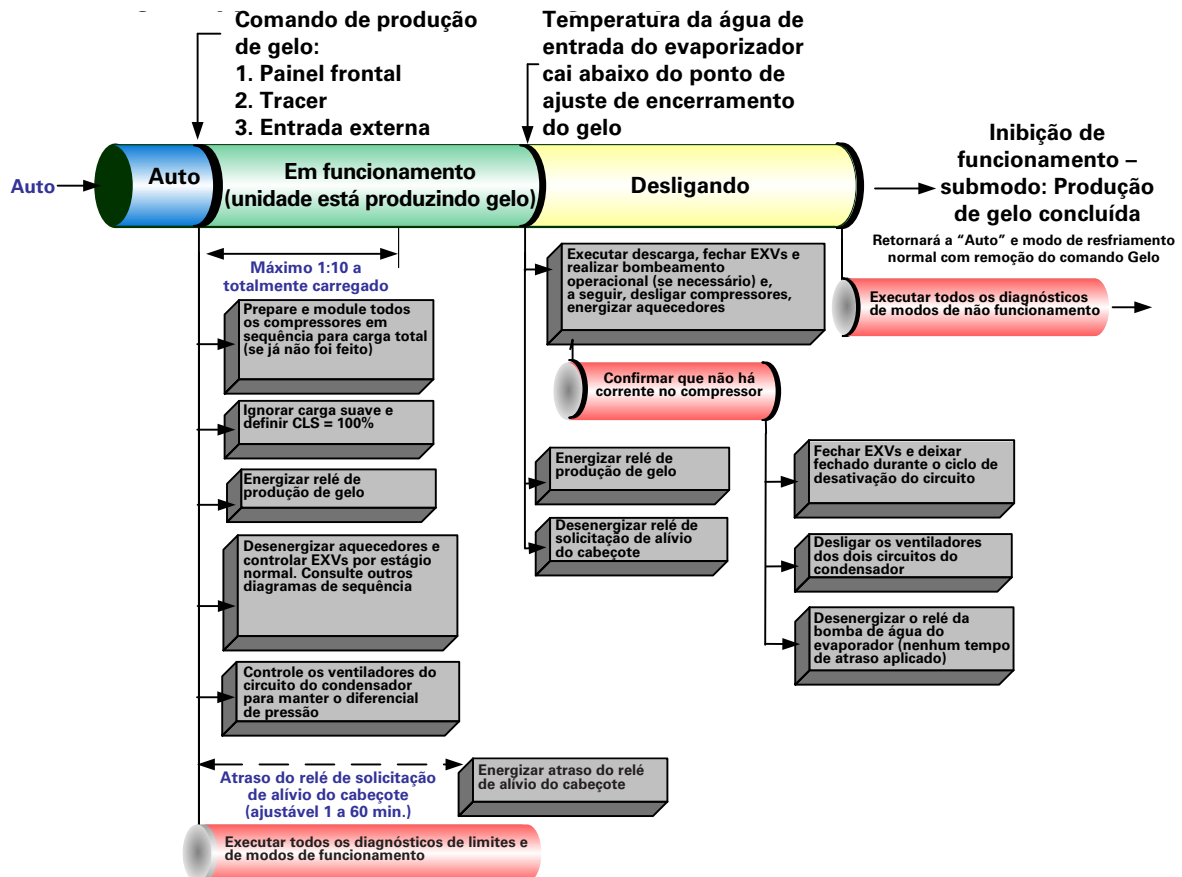 Comando de produção
de gelo:
1. Painel frontal
2. Tracer
3. Entrada externa
Temperatura da água de
entrada do evaporizador
cai abaixo do ponto de
ajuste de encerramento
do gelo
Auto
Auto
Em funcionamento
(unidade está produzindo gelo)
Desligando
Inibição de
funcionamento –
submodo: Produção
de gelo concluída
Retornará a “Auto” e modo de resfriamento
normal com remoção do comando Gelo
Máximo 1:10 a
totalmente carregado
Prepare e module todos
os compressores em
sequência para carga total
(se já não foi feito)
Ignorar carga suave e
definir CLS = 100%
Energizar relé de
produção de gelo
Desenergizar aquecedores e
controlar EXVs por estágio
normal. Consulte outros
diagramas de sequência
Controle os ventiladores do
circuito do condensador
para manter o diferencial
de pressão
Atraso do relé de solicitação
de alívio do cabeçote
(ajustável 1 a 60 min.)
Energizar atraso do relé
de alívio do cabeçote
Executar todos os diagnósticos de limites e
de modos de funcionamento
Executar descarga, fechar EXVs e
realizar bombeamento
operacional (se necessário) e,
a seguir, desligar compressores,
energizar aquecedores
Confirmar que não há
corrente no compressor
Energizar relé de
produção de gelo
Desenergizar relé de
solicitação de alívio
do cabeçote
Fechar EXVs e deixar
fechado durante o ciclo de
desativação do circuito
Desligar os ventiladores
dos dois circuitos do
condensador
Desenergizar o relé da
bomba de água do
evaporador (nenhum tempo
de atraso aplicado)
Executar todos os diagnósticos
de modos de não funcionamento